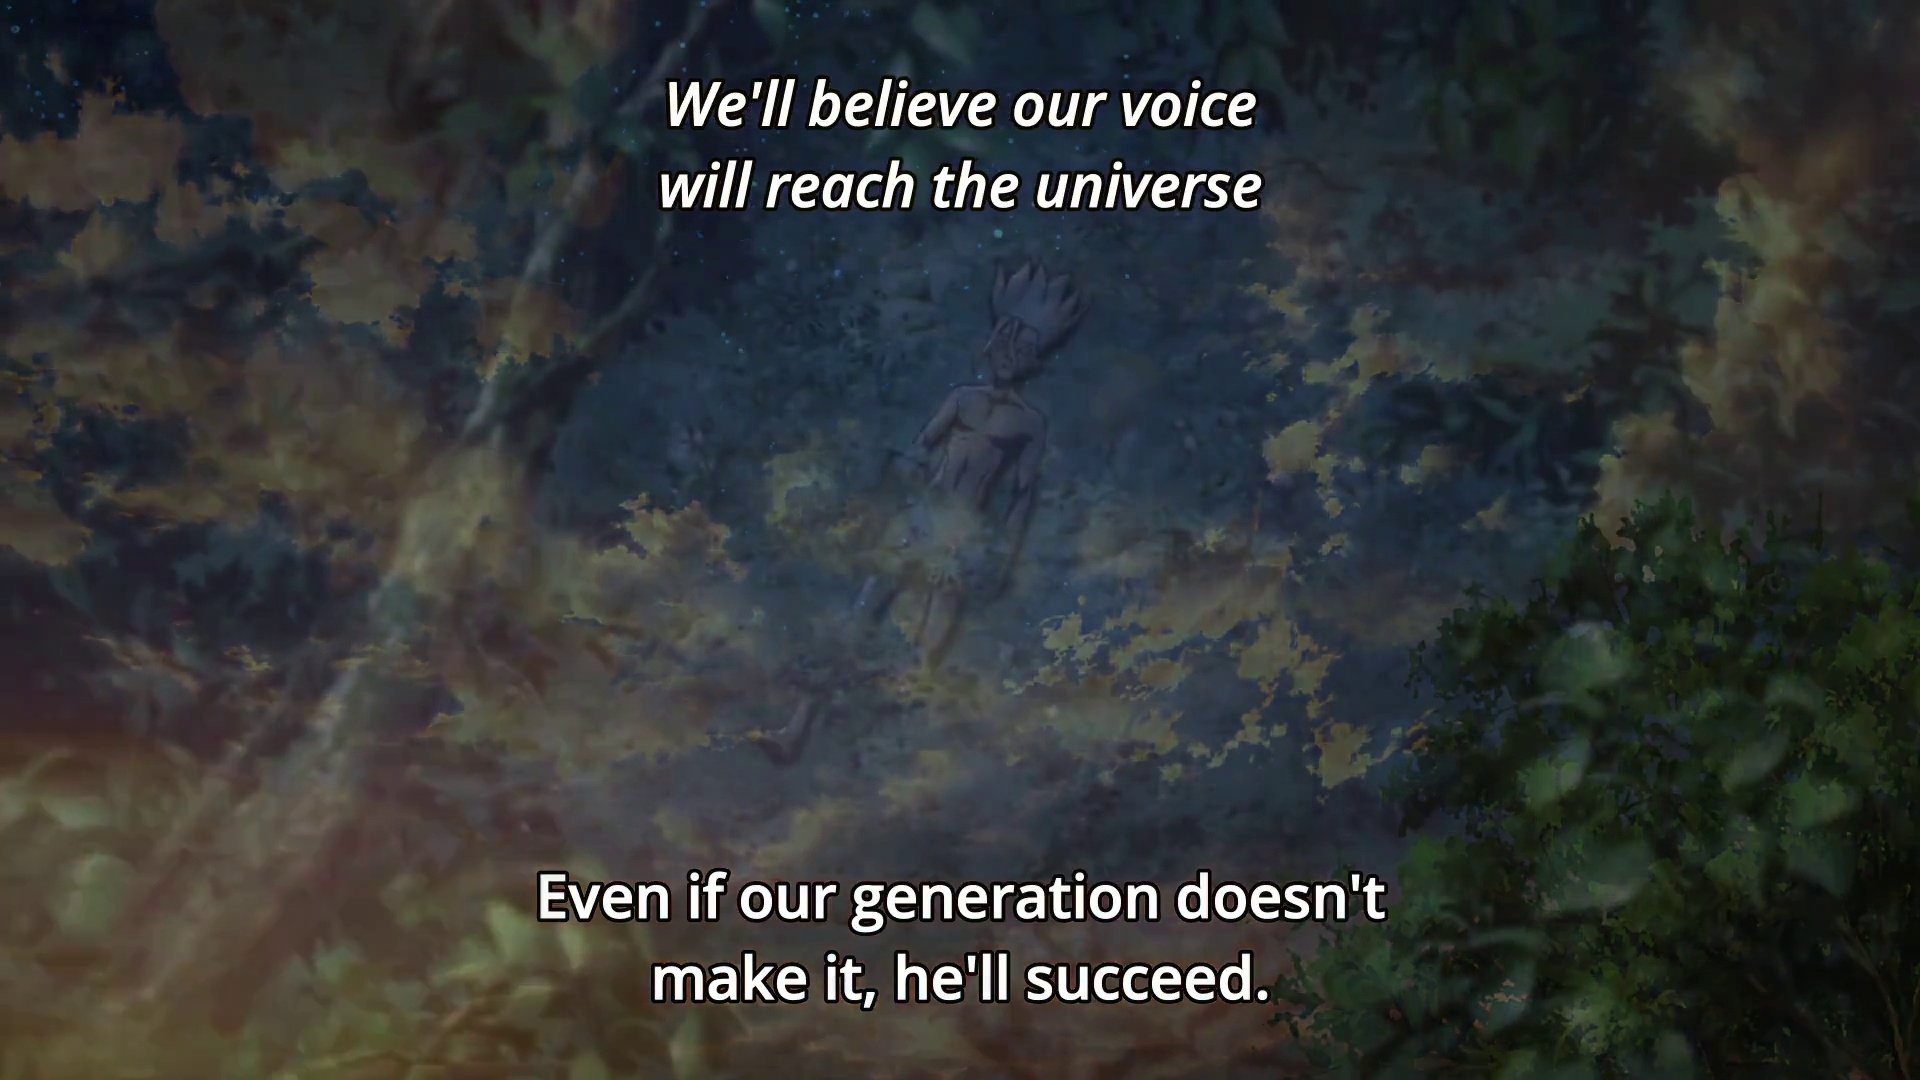 We'll believe our voice
will reach the universe
Even if our generation doesn't
make it, he'll succeed.